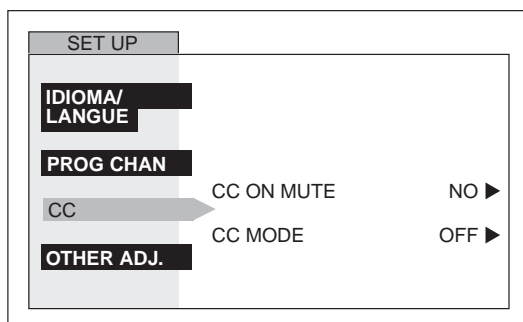 SET UP
IDIOMA/
LANGUE
PROG CHAN
CC
CC ON MUTE NO
CC MODE OFF
OTHER ADJ.